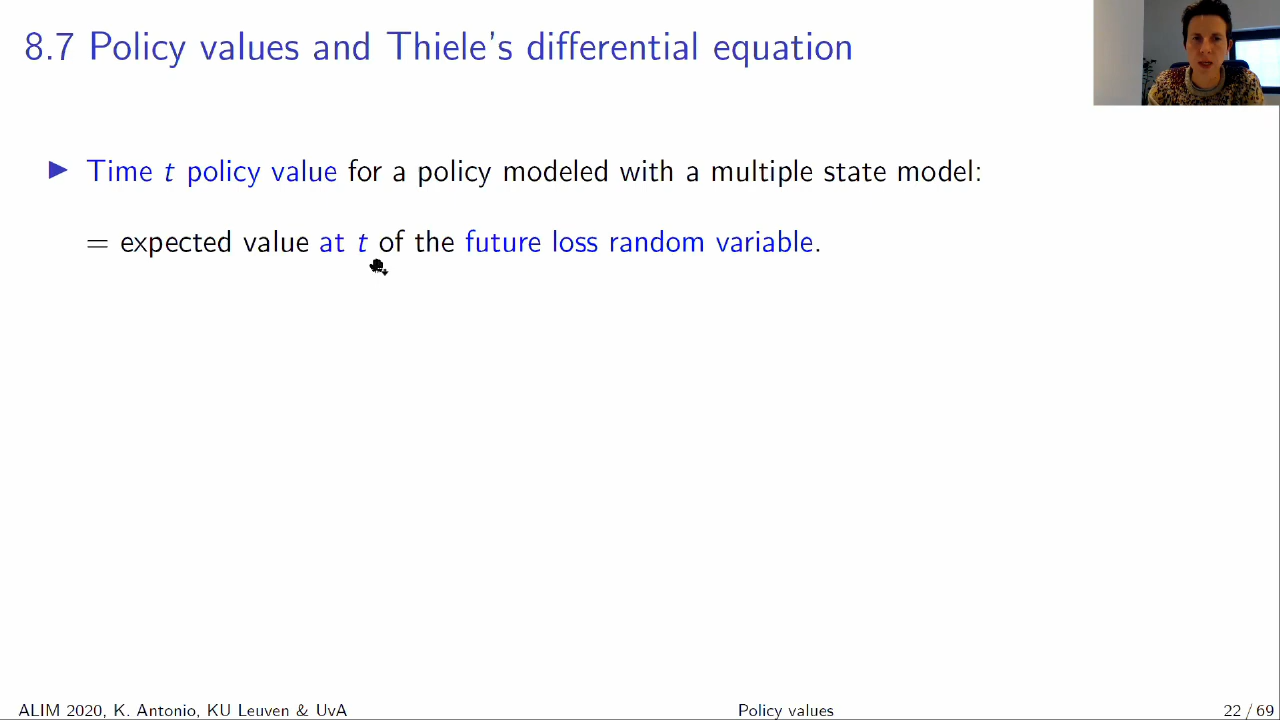 8.7 Policy values and Thiele's differential equation
Time t policy value for a policy modeled with a multiple state model:
= expected value at t of the future loss random variable.
ALIM 2020, K. Antonio, KU Leuven & UvA
Policy values
22 / 69